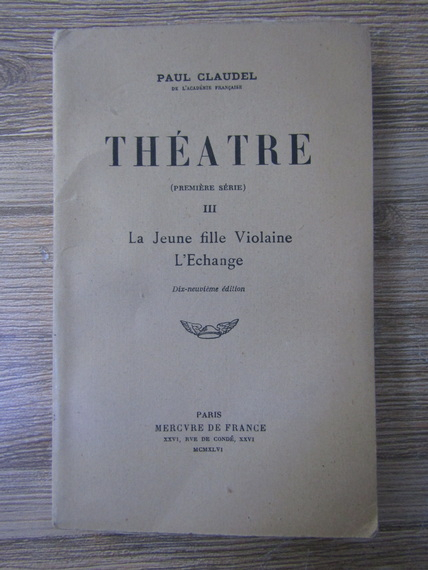 PAUL CLAUDEL
DE L'ACADÉMIE FRANÇAISE
THÉATRE
(PREMIÈRE SÉRIE)
III
La Jeune fille Violaine
L'Echange
Dix-neuvième édition
PARIS
MERCVRE DE FRANCE
XXVI, RVE DE CONDÉ, XXVI
MCMXLVI